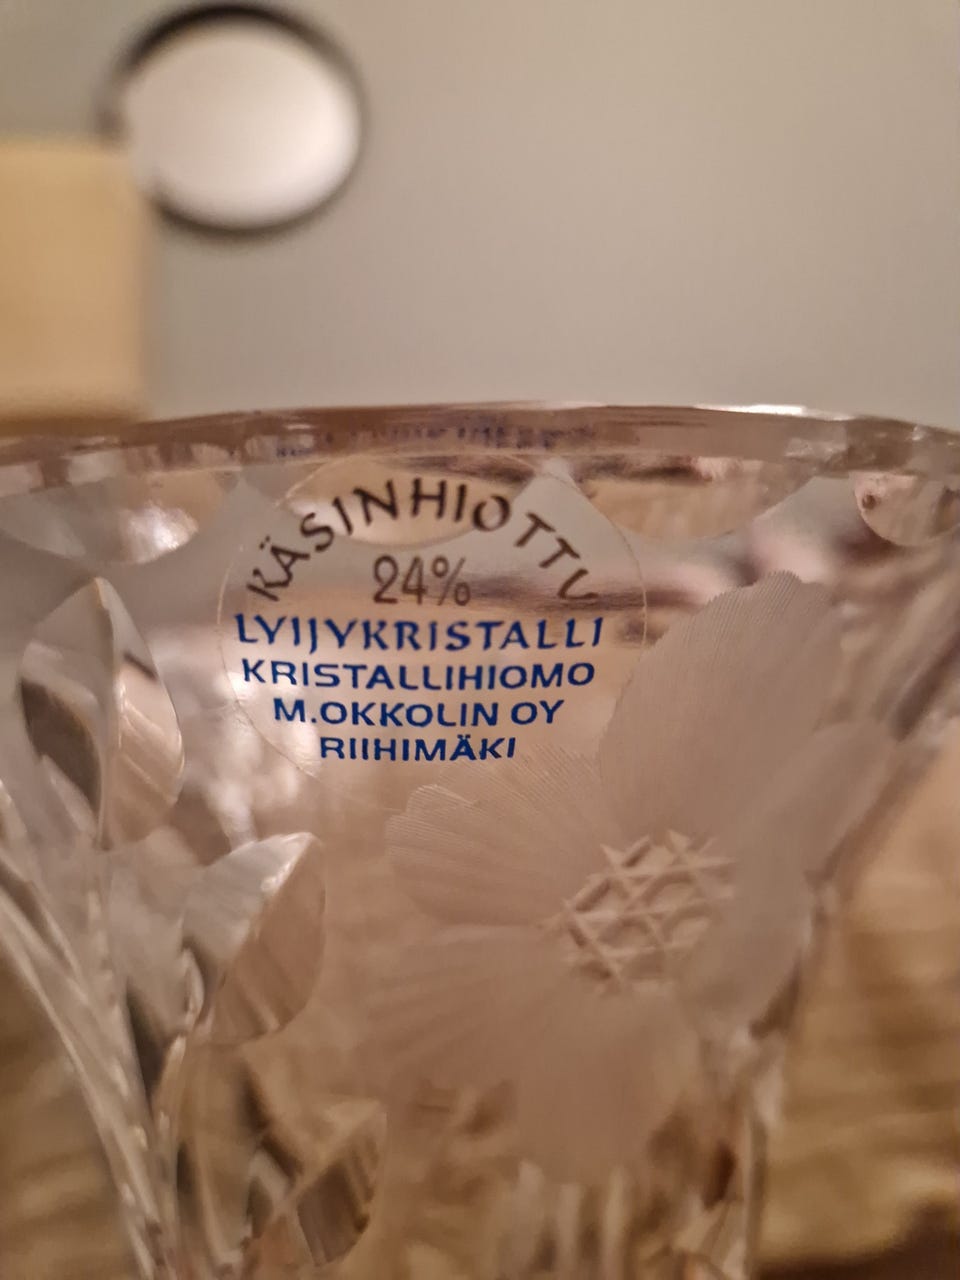 KÄSINHIOTTU
24%
LYIJYKRISTALLI
KRISTALLIHIOMO
M.OKKOLIN OY
RIIHIMÄKI